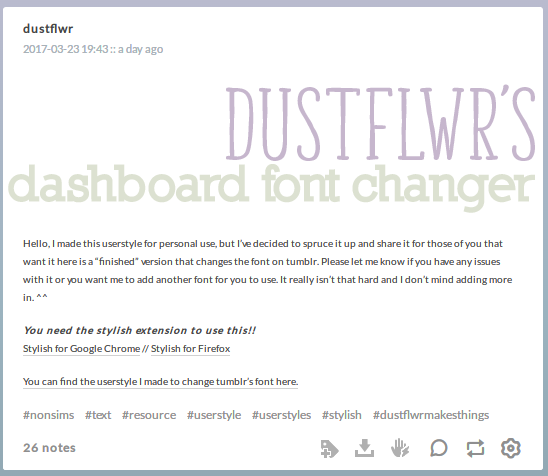 dustflwr
2017-03-23 19:43 :: a day ago
DUSTFLWR'S
dashboard font changer
Hello, I made this userstyle for personal use, but I've decided to spruce it up and share it for those of you that
want it here is a "finished" version that changes the font on tumblr. Please let me know if you have any issues
with it or you want me to add another font for you to use. It really isn't that hard and I don't mind adding more
in. ^^
You need the stylish extension to use this!!
Stylish for Google Chrome // Stylish for Firefox
You can find the userstyle I made to change tumblr's font here.
#nonsims #text #resource #userstyle #userstyles #stylish #dustflwrmakesthings
26 notes